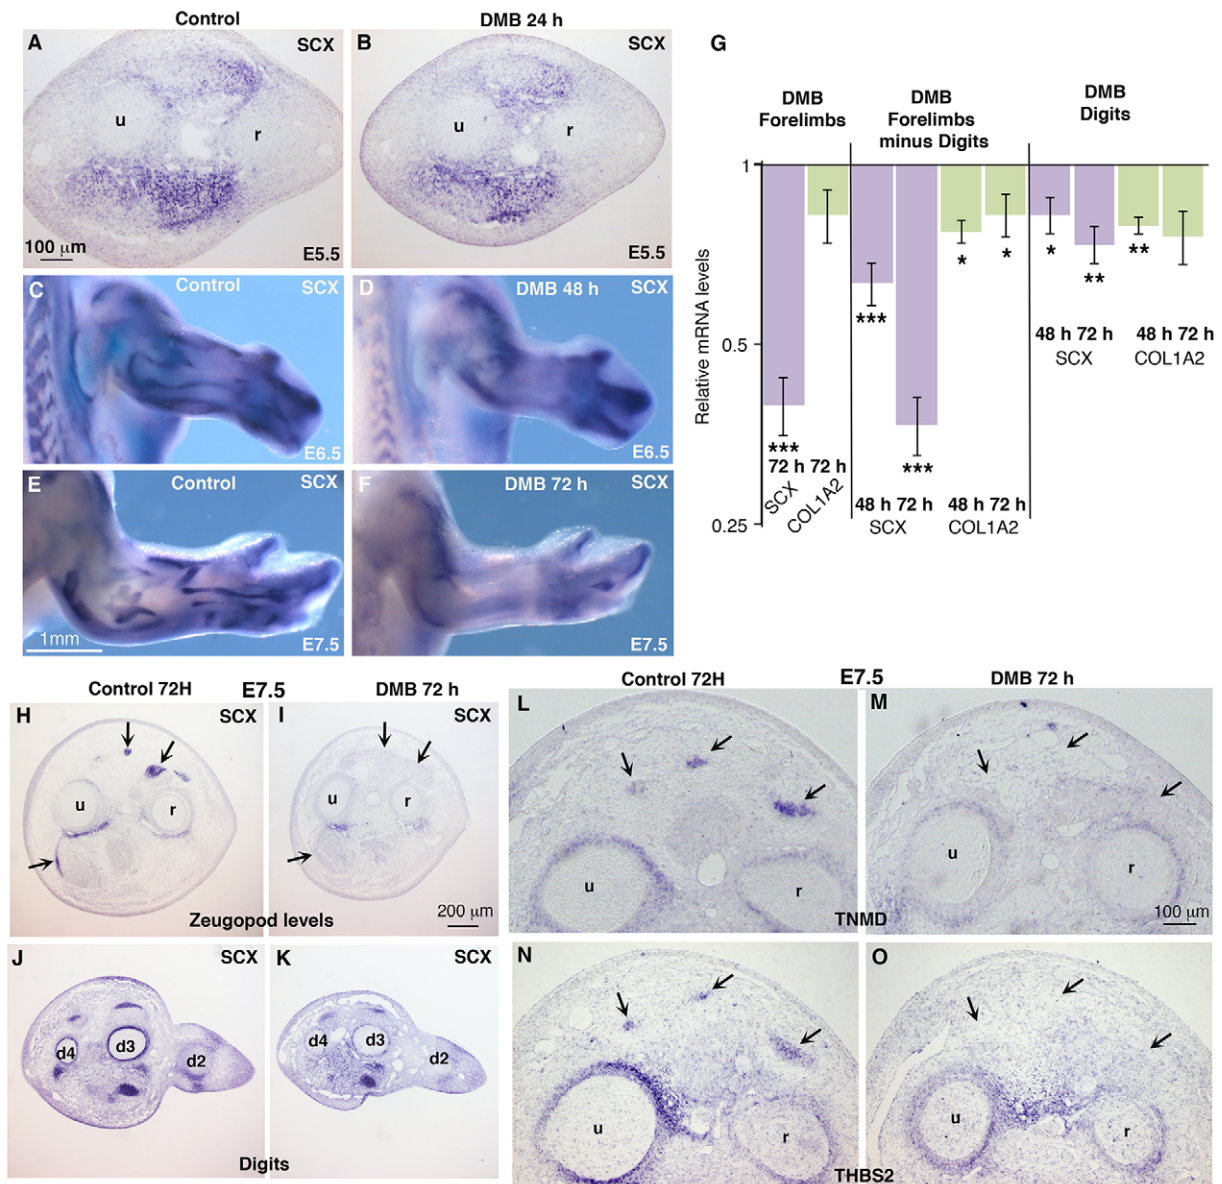 Control
DMB 24 h
A
SCX
B
SCX
u
r
u
r
100 μm
E5.5
E5.5
C
Control
SCX
D
DMB 48 h
SCX
E6.5
E6.5
E
Control
SCX
F
DMB 72 h
SCX
1mm
E7.5
E7.5
G
DMB
Forelimbs
DMB
Forelimbs
minus Digits
DMB
Digits
Relative mRNA levels
1
0.5
0.25
***
72 h 72 h
SCX
COL1A2
***
***
48 h 72 h
SCX
*
*
48 h 72 h
COL1A2
*
**
**
48 h 72 h
SCX
48 h 72 h
COL1A2
Control 72H
E7.5
DMB 72 h
H
SCX
I
SCX
u
r
u
r
Zeugopod levels
200 μm
J
SCX
K
SCX
d4
d3
d2
d4
d3
d2
Digits
Control 72H
E7.5
DMB 72 h
L
M
u
r
u
r
TNMD
100 μm
N
O
u
r
u
r
THBS2